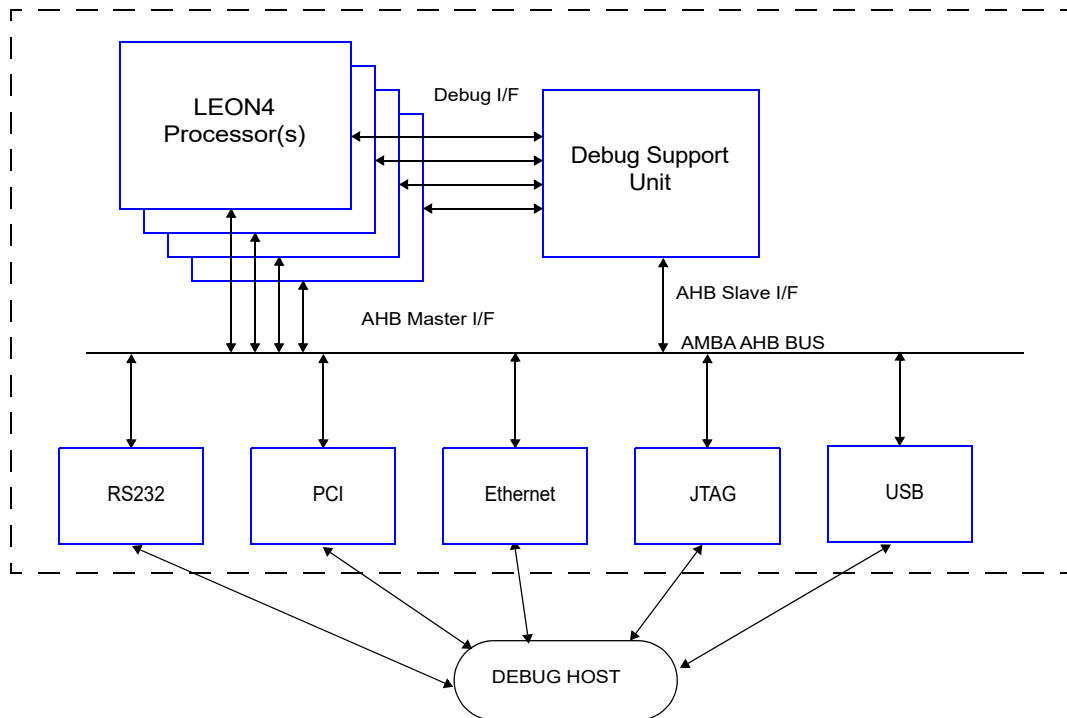 LEON4
Processor(s)
Debug I/F
Debug Support
Unit
AHB Slave I/F
AHB Master I/F
AMBA AHB BUS
RS232
PCI
Ethernet
JTAG
USB
DEBUG HOST